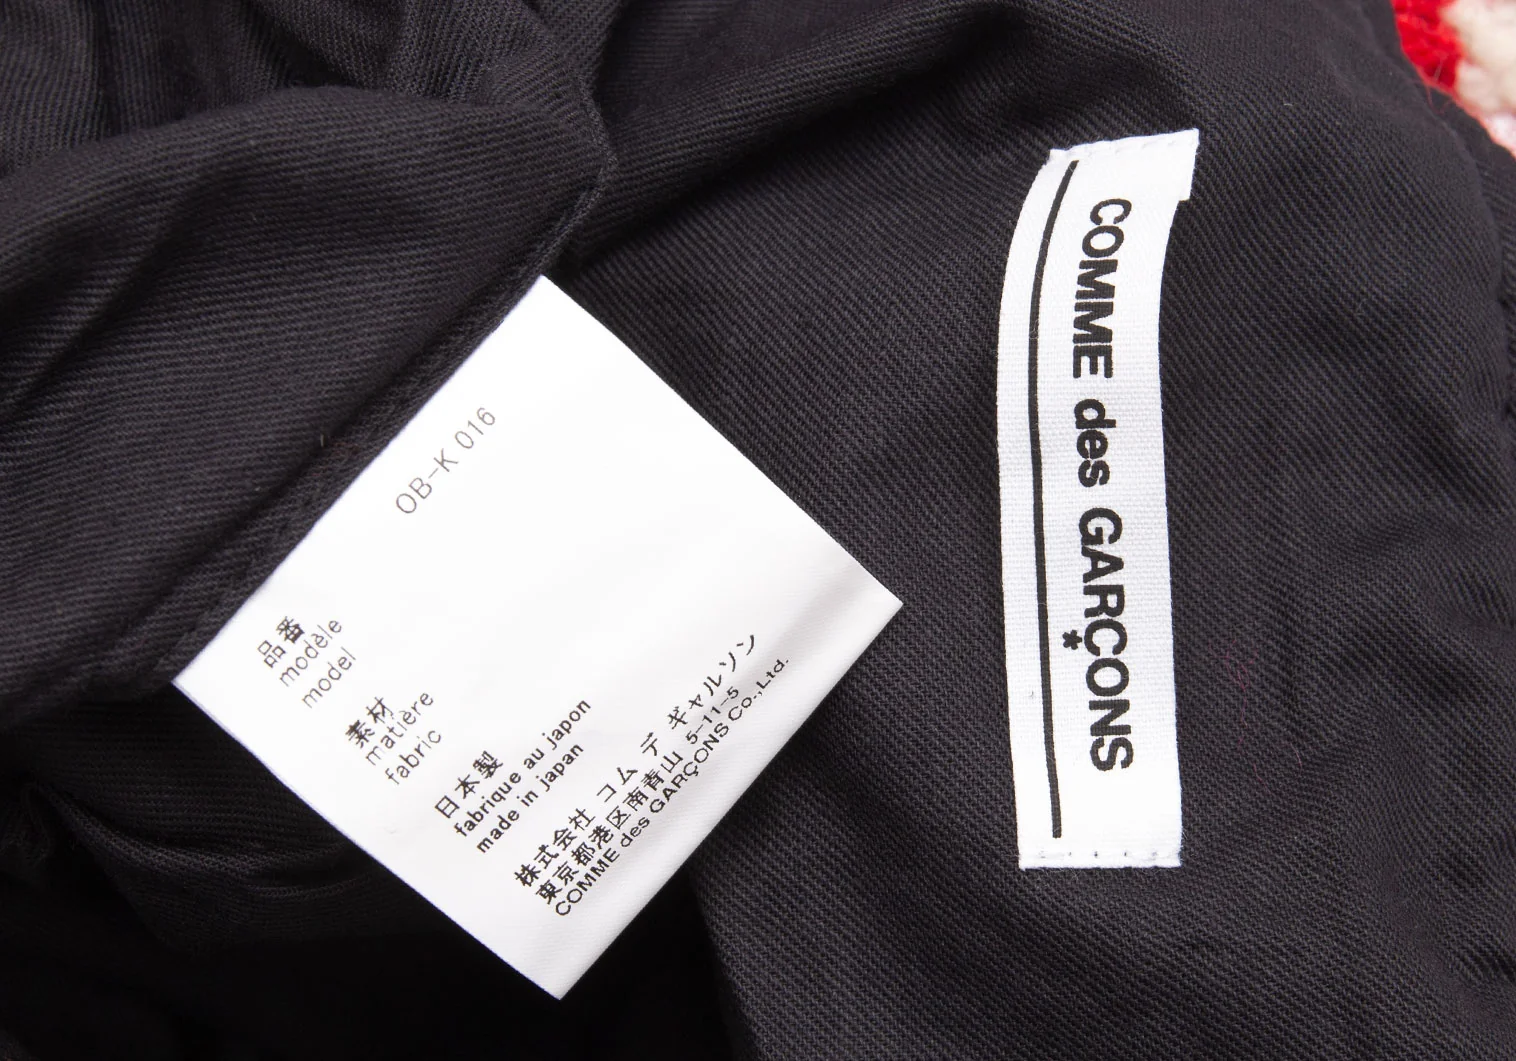 OB-K 016
品番
modèle
model
素材
matière
fabric
日本製
fabrique au japon
made in japan
株式会社 コム デ ギャルソン
東京都港区南青山 5-11-5
COMME des GARÇONS Co.,Ltd.
COMME des GARÇONS